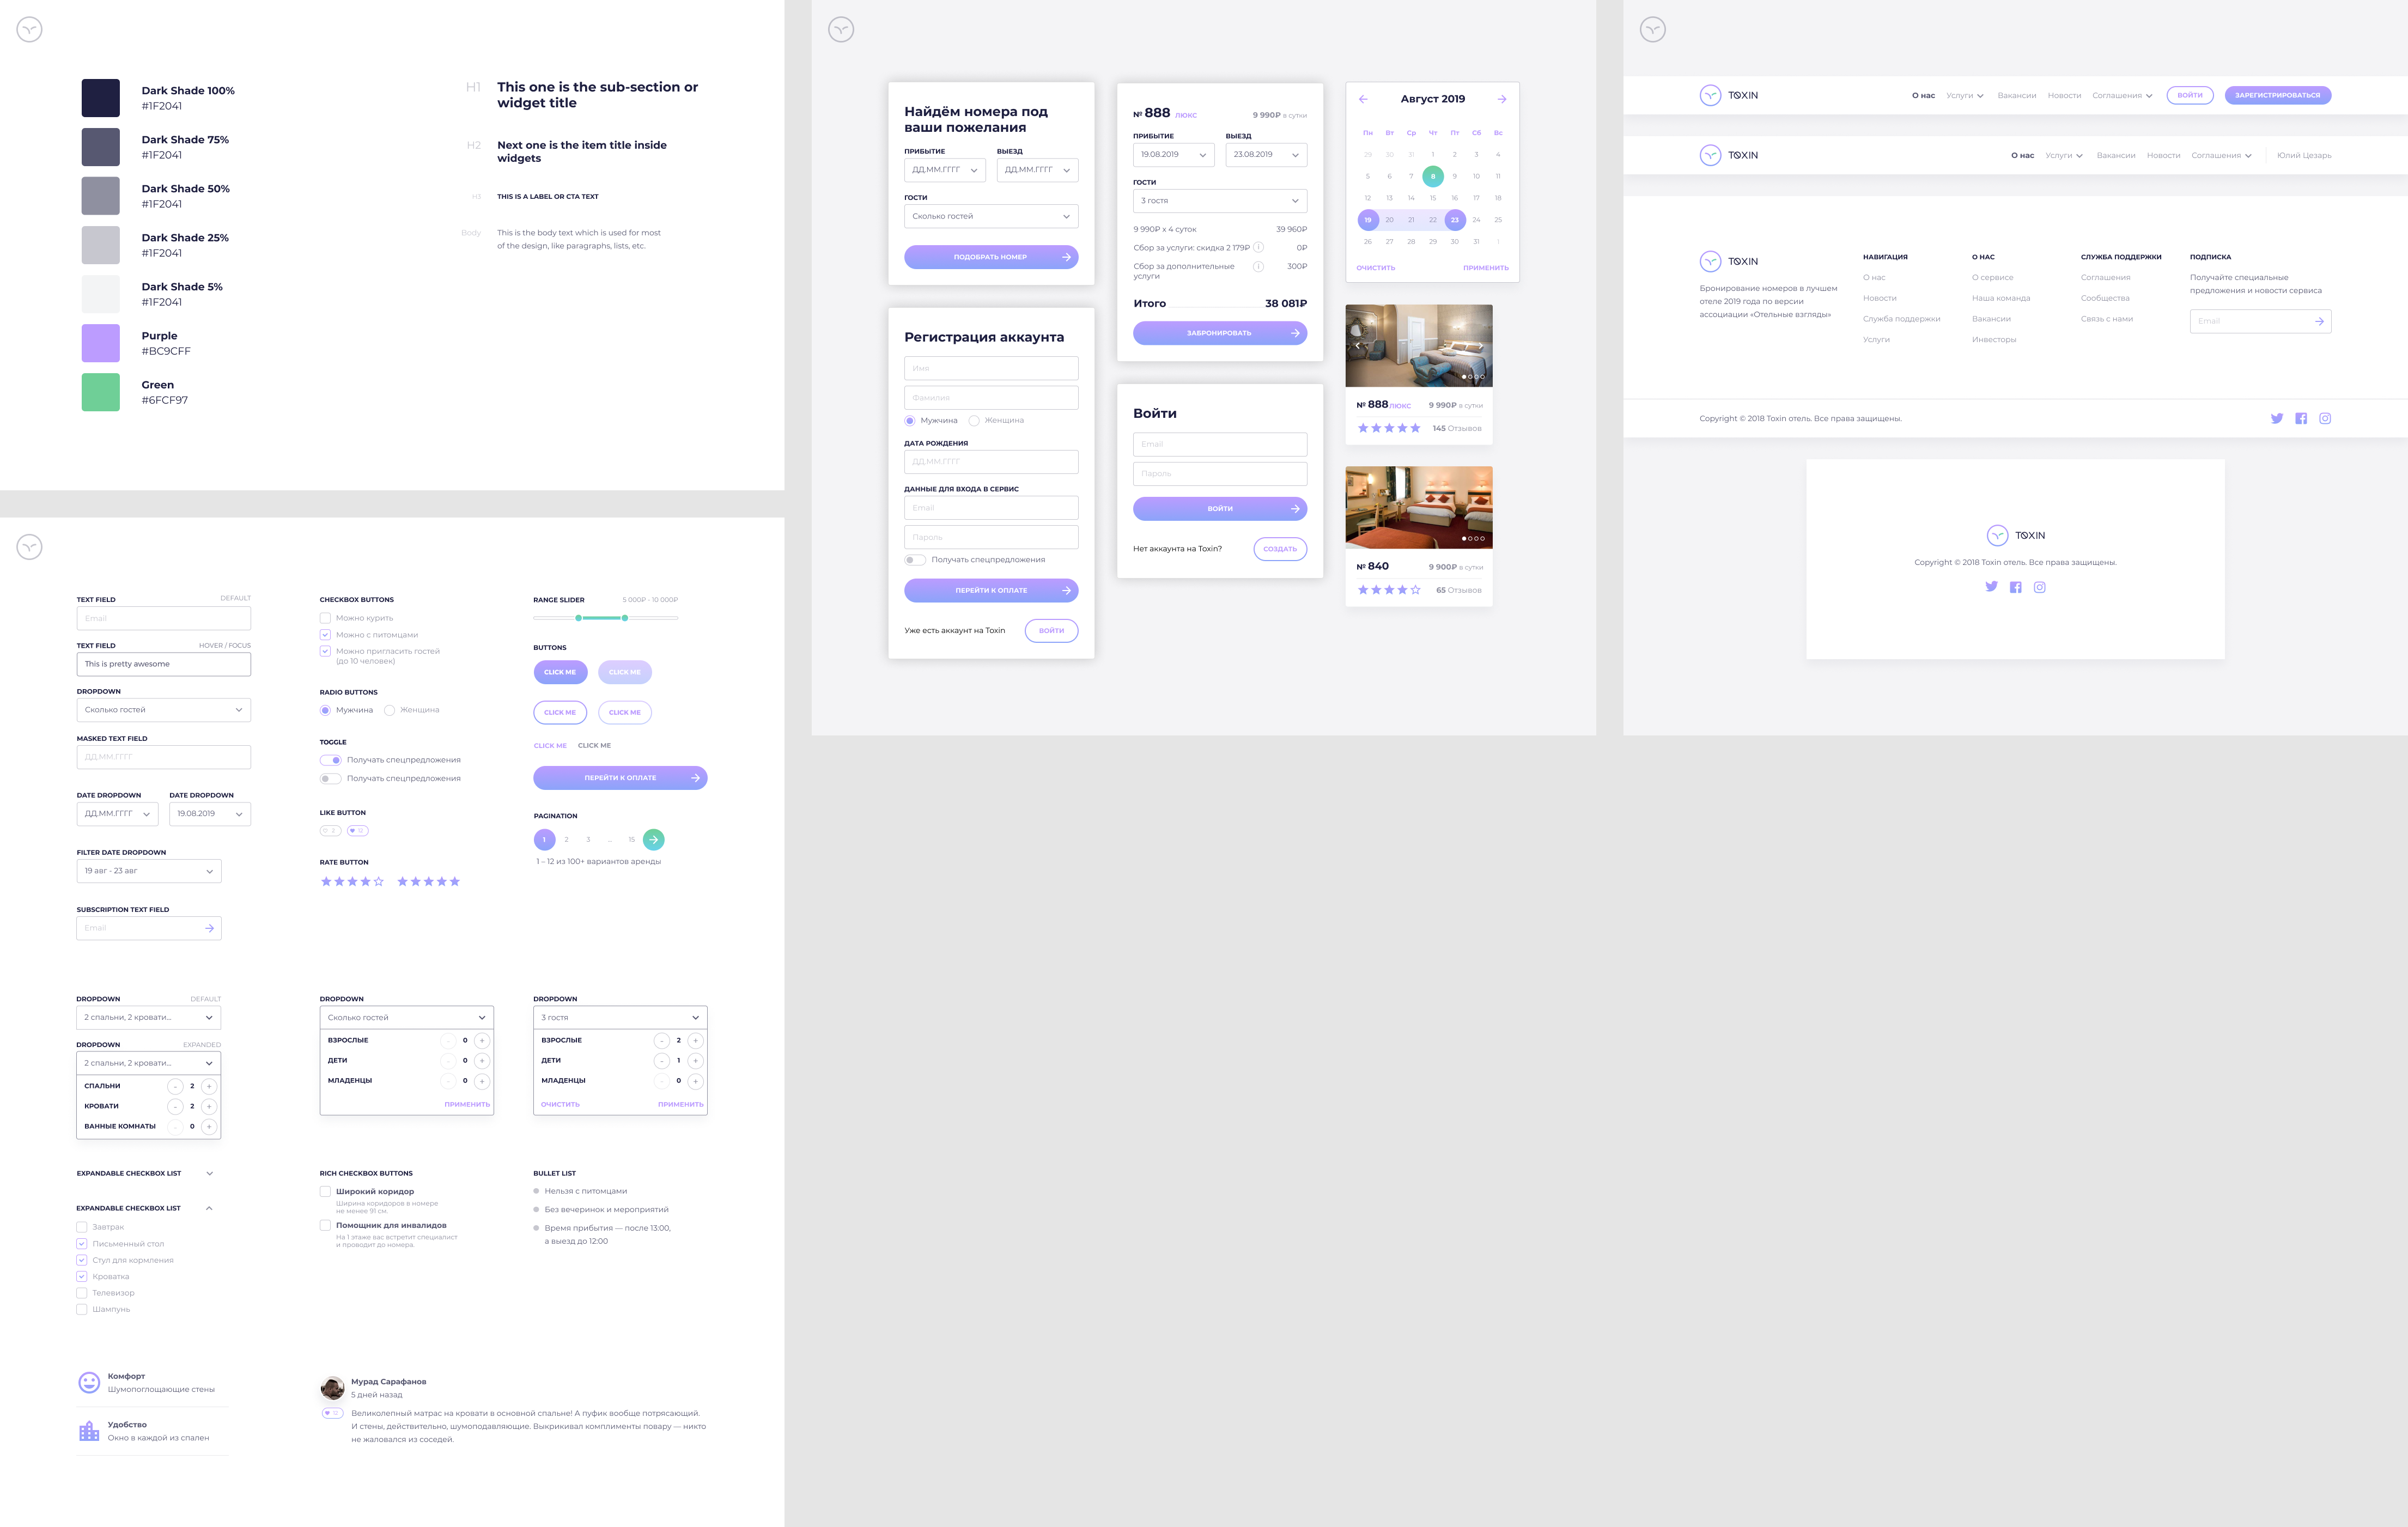 Dark Shade 100%
#1F2041
Dark Shade 75%
#1F2041
Dark Shade 50%
#1F2041
Dark Shade 25%
#1F2041
Dark Shade 5%
#1F2041
Purple
#BC9CFF
Green
#6FCF97
H1
This one is the sub-section or
widget title
H2
Next one is the item title inside
widgets
H3
THIS IS A LABEL OR CTA TEXT
Body
This is the body text which is used for most
of the design, like paragraphs, lists, etc.
TEXT FIELD DEFAULT
Email
TEXT FIELD HOVER / FOCUS
This is pretty awesome
DROPDOWN
Сколько гостей
MASKED TEXT FIELD
ДД.ММ.ГГГГ
DATE DROPDOWN DATE DROPDOWN
ДД.ММ.ГГГГ 19.08.2019
FILTER DATE DROPDOWN
19 авг - 23 авг
SUBSCRIPTION TEXT FIELD
Email
CHECKBOX BUTTONS
Можно курить
Можно с питомцами
Можно пригласить гостей
(до 10 человек)
RADIO BUTTONS
Мужчина Женщина
TOGGLE
Получать спецпредложения
Получать спецпредложения
LIKE BUTTON
2 12
RATE BUTTON
RANGE SLIDER 5 000₽ - 10 000₽
BUTTONS
CLICK ME CLICK ME
CLICK ME CLICK ME
CLICK ME CLICK ME
ПЕРЕЙТИ К ОПЛАТЕ
PAGINATION
1 2 3 ... 15
1 – 12 из 100+ вариантов аренды
DROPDOWN DEFAULT
2 спальни, 2 кровати...
DROPDOWN EXPANDED
2 спальни, 2 кровати...
СПАЛЬНИ - 2 +
КРОВАТИ - 2 +
ВАННЫЕ КОМНАТЫ - 0 +
DROPDOWN
Сколько гостей
ВЗРОСЛЫЕ - 0 +
ДЕТИ - 0 +
МЛАДЕНЦЫ - 0 +
ПРИМЕНИТЬ
DROPDOWN
3 гостя
ВЗРОСЛЫЕ - 2 +
ДЕТИ - 1 +
МЛАДЕНЦЫ - 0 +
ОЧИСТИТЬ ПРИМЕНИТЬ
EXPANDABLE CHECKBOX LIST
EXPANDABLE CHECKBOX LIST
Завтрак
Письменный стол
Стул для кормления
Кроватка
Телевизор
Шампунь
RICH CHECKBOX BUTTONS
Широкий коридор
Ширина коридоров в номере
не менее 91 см.
Помощник для инвалидов
На 1 этаже вас встретит специалист
и проводит до номера.
BULLET LIST
Нельзя с питомцами
Без вечеринок и мероприятий
Время прибытия — после 13:00,
а выезд до 12:00
Комфорт
Шумопоглощающие стены
Удобство
Окно в каждой из спален
Мурад Сарафанов
5 дней назад
12
Великолепный матрас на кровати в основной спальне! А пуфик вообще потрясающий.
И стены, действительно, шумоподавляющие. Выкрикивал комплименты повару — никто
не жаловался из соседей.
Найдём номера под
ваши пожелания
ПРИБЫТИЕ ВЫЕЗД
ДД.ММ.ГГГГ ДД.ММ.ГГГГ
ГОСТИ
Сколько гостей
ПОДОБРАТЬ НОМЕР
Регистрация аккаунта
Имя
Фамилия
Мужчина Женщина
ДАТА РОЖДЕНИЯ
ДД.ММ.ГГГГ
ДАННЫЕ ДЛЯ ВХОДА В СЕРВИС
Email
Пароль
Получать спецпредложения
ПЕРЕЙТИ К ОПЛАТЕ
Уже есть аккаунт на Toxin ВОЙТИ
№ 888 ЛЮКС 9 990₽ в сутки
ПРИБЫТИЕ ВЫЕЗД
19.08.2019 23.08.2019
ГОСТИ
3 гостя
9 990₽ х 4 суток 39 960₽
Сбор за услуги: скидка 2 179₽ i 0₽
Сбор за дополнительные i 300₽
услуги
Итого 38 081₽
ЗАБРОНИРОВАТЬ
Войти
Email
Пароль
ВОЙТИ
Нет аккаунта на Toxin? СОЗДАТЬ
Август 2019
Пн Вт Ср Чт Пт Сб Вс
29 30 31 1 2 3 4
5 6 7 8 9 10 11
12 13 14 15 16 17 18
19 20 21 22 23 24 25
26 27 28 29 30 31 1
ОЧИСТИТЬ ПРИМЕНИТЬ
№ 888 ЛЮКС 9 990₽ в сутки
145 Отзывов
№ 840 9 900₽ в сутки
65 Отзывов
TOXIN О нас Услуги Вакансии Новости Соглашения ВОЙТИ ЗАРЕГИСТРИРОВАТЬСЯ
TOXIN О нас Услуги Вакансии Новости Соглашения Юлий Цезарь
TOXIN
Бронирование номеров в лучшем
отеле 2019 года по версии
ассоциации «Отельные взгляды»
НАВИГАЦИЯ
О нас
Новости
Служба поддержки
Услуги
О НАС
О сервисе
Наша команда
Вакансии
Инвесторы
СЛУЖБА ПОДДЕРЖКИ
Соглашения
Сообщества
Связь с нами
ПОДПИСКА
Получайте специальные
предложения и новости сервиса
Email
Copyright © 2018 Toxin отель. Все права защищены.
TOXIN
Copyright © 2018 Toxin отель. Все права защищены.